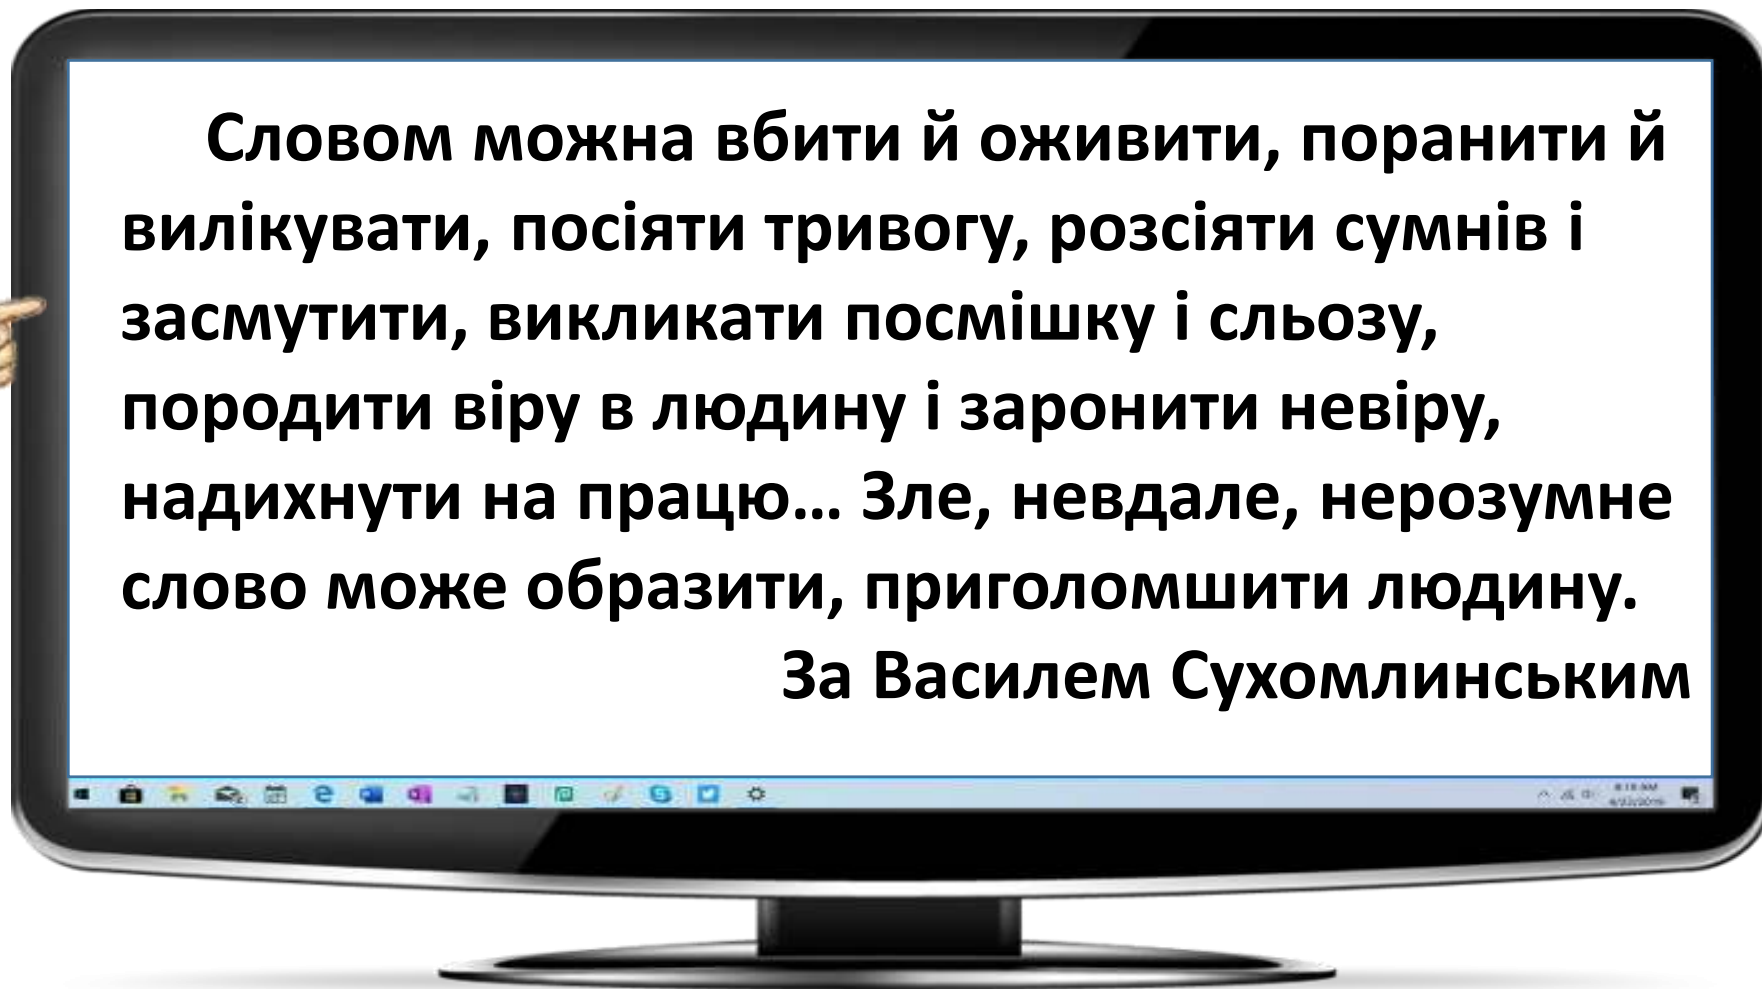 Словом можна вбити й оживити, поранити й
вилікувати, посіяти тривогу, розсіяти сумнів і
засмутити, викликати посмішку і сльозу,
породити віру в людину і заронити невіру,
надихнути на працю… Зле, невдале, нерозумне
слово може образити, приголомшити людину.
За Василем Сухомлинським